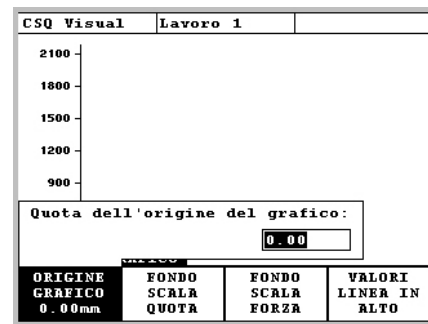 CSQ Visual
Lavoro 1
2100
1800
1500
1200
900
Quota dell'origine del grafico:
0.00
ORIGINE
GRAFICO
0.00mm
FONDO
SCALA
QUOTA
FONDO
SCALA
FORZA
VALORI
LINEA IN
ALTO